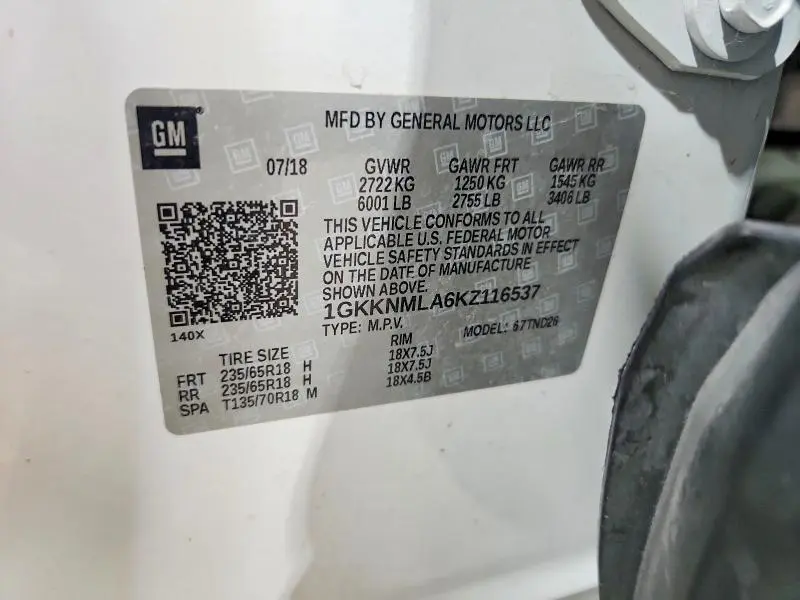 GM
MFD BY GENERAL MOTORS LLC
07/18 GVWR GAWR FRT GAWR RR
2722 KG 1250 KG 1545 KG
6001 LB 2755 LB 3406 LB
THIS VEHICLE CONFORMS TO ALL
APPLICABLE U.S. FEDERAL MOTOR
VEHICLE SAFETY STANDARDS IN EFFECT
ON THE DATE OF MANUFACTURE
SHOWN ABOVE.
1GKKNMLA6KZ116537
TYPE: M.P.V. MODEL: 67TND26
140X
TIRE SIZE RIM
FRT 235/65R18 H 18X7.5J
RR 235/65R18 H 18X7.5J
SPA T135/70R18 M 18X4.5B